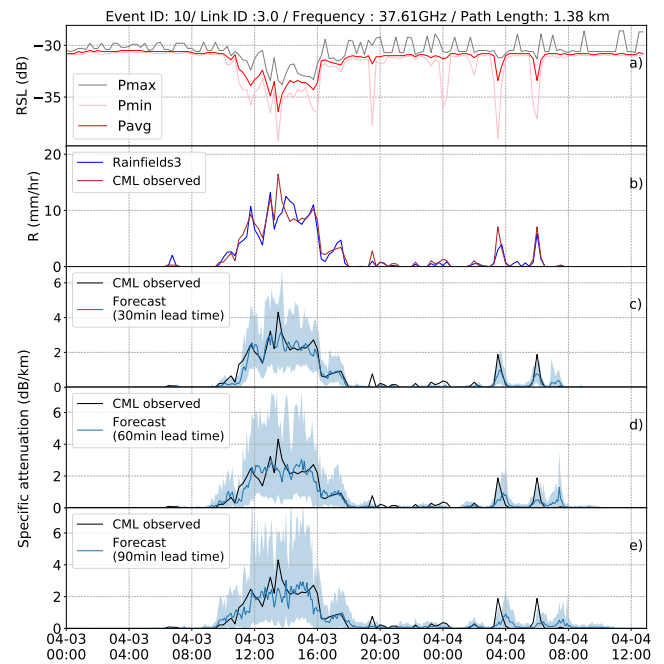 Event ID: 10/ Link ID :3.0 / Frequency : 37.61GHz / Path Length: 1.38 km
RSL (dB)
−30
−35
a)
Pmax
Pmin
Pavg
R (mm/hr)
20
10
0
b)
Rainfields3
CML observed
Specific attenuation (dB/km)
6
4
2
0
c)
CML observed
Forecast
(30min lead time)
6
4
2
0
d)
CML observed
Forecast
(60min lead time)
6
4
2
0
e)
CML observed
Forecast
(90min lead time)
04-03 04-03 04-03 04-03 04-03 04-04 04-04 04-04 04-04
00:00 04:00 08:00 12:00 16:00 20:00 00:00 04:00 08:00 12:00